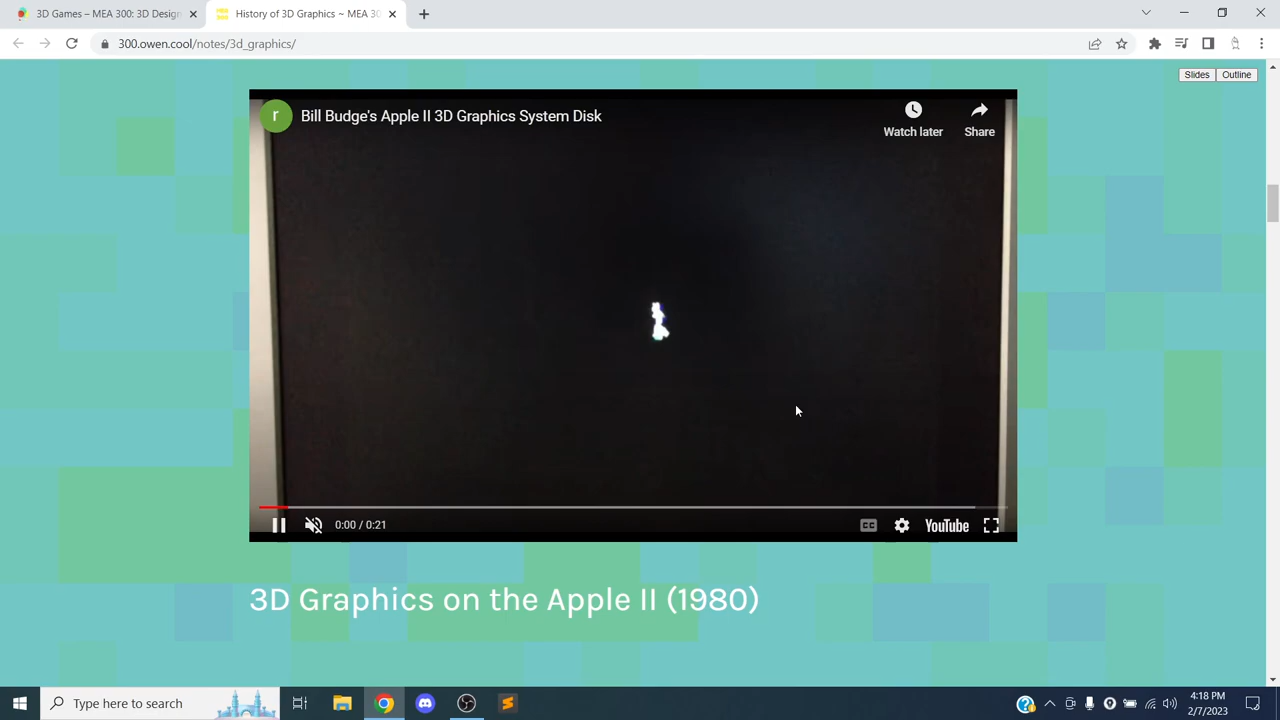 3D Games – MEA 300: 3D Design
History of 3D Graphics ~ MEA 30
300.owen.cool/notes/3d_graphics/
Slides Outline
r
Bill Budge's Apple II 3D Graphics System Disk
Watch later
Share
0:00 / 0:21
CC
YouTube
3D Graphics on the Apple II (1980)
Type here to search
4:18 PM
2/7/2023